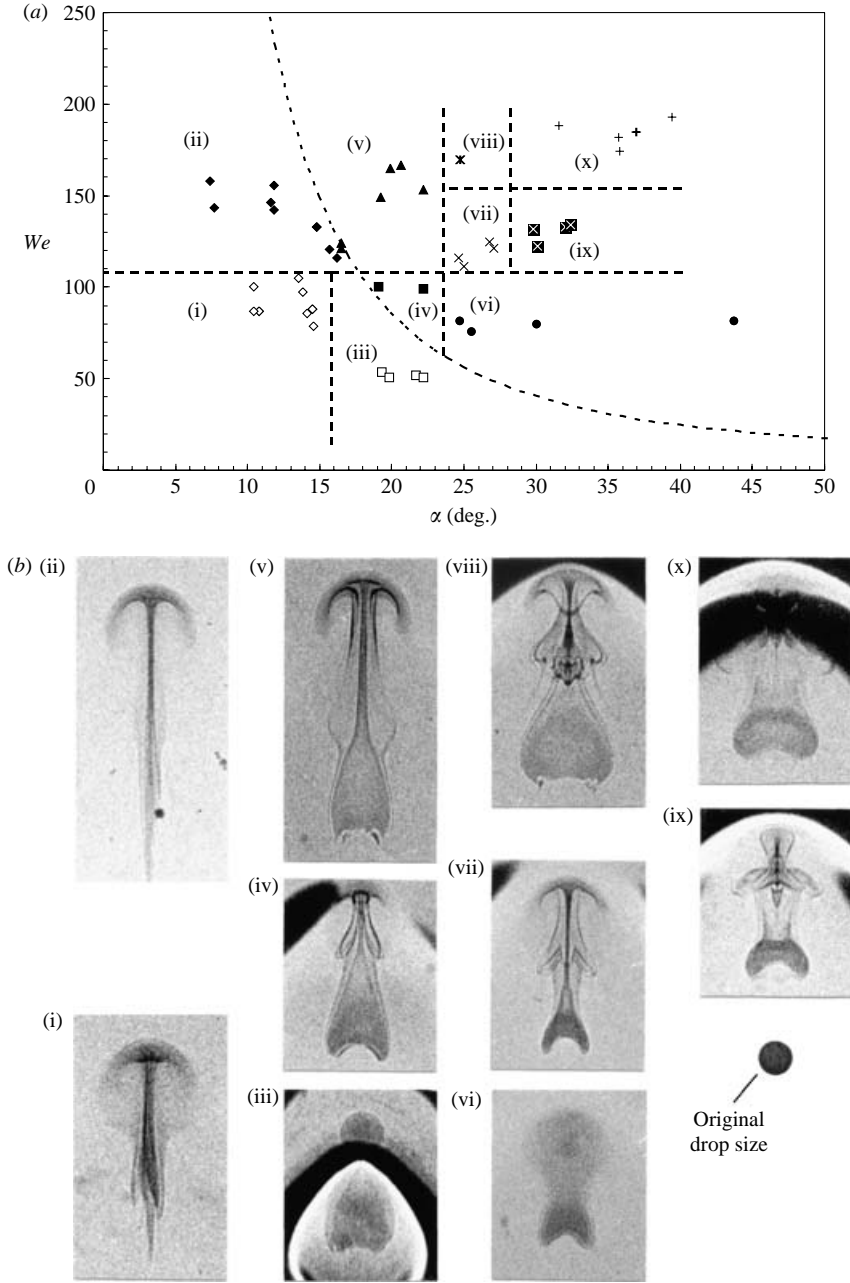 (a)
250
200
150
We
100
50
0
(ii)
(v)
(viii)
(x)
(vii)
(ix)
(i)
(iii)
(iv)
(vi)
5 10 15 20 25 30 35 40 45 50
α (deg.)
(b) (ii) (v) (viii) (x)
(ix)
(iv) (vii)
(i)
(iii) (vi)
Original
drop size